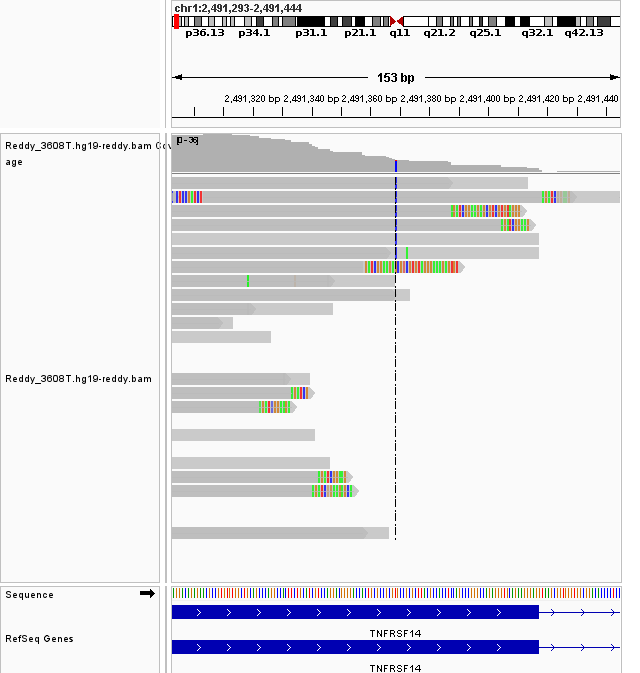 chr1:2,491,293-2,491,444
p36.13 p34.1 p31.1 p21.1 q11 q21.2 q25.1 q32.1 q42.13
153 bp
2,491,320 bp 2,491,340 bp 2,491,360 bp 2,491,380 bp 2,491,400 bp 2,491,420 bp 2,491,440
Reddy_3608T.hg19-reddy.bam Cov
age
Reddy_3608T.hg19-reddy.bam
Sequence
TNFRSF14
RefSeq Genes
TNFRSF14